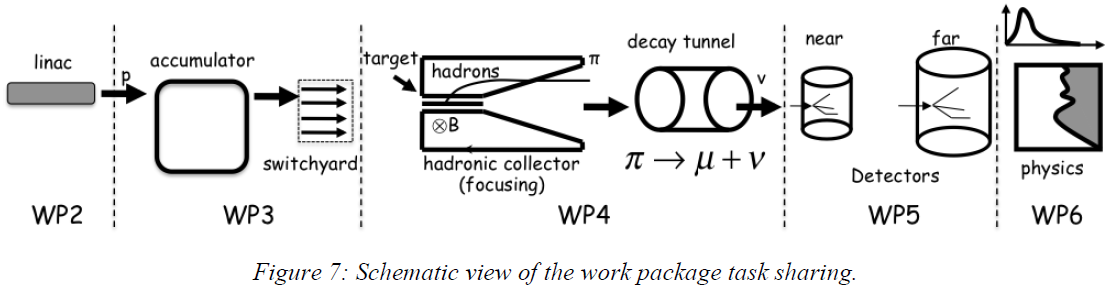 linac
p
accumulator
switchyard
target
hadrons
π
⊗B
hadronic collector
(focusing)
decay tunnel
ν
π → μ + ν
near
far
Detectors
physics
WP2
WP3
WP4
WP5
WP6
Figure 7: Schematic view of the work package task sharing.